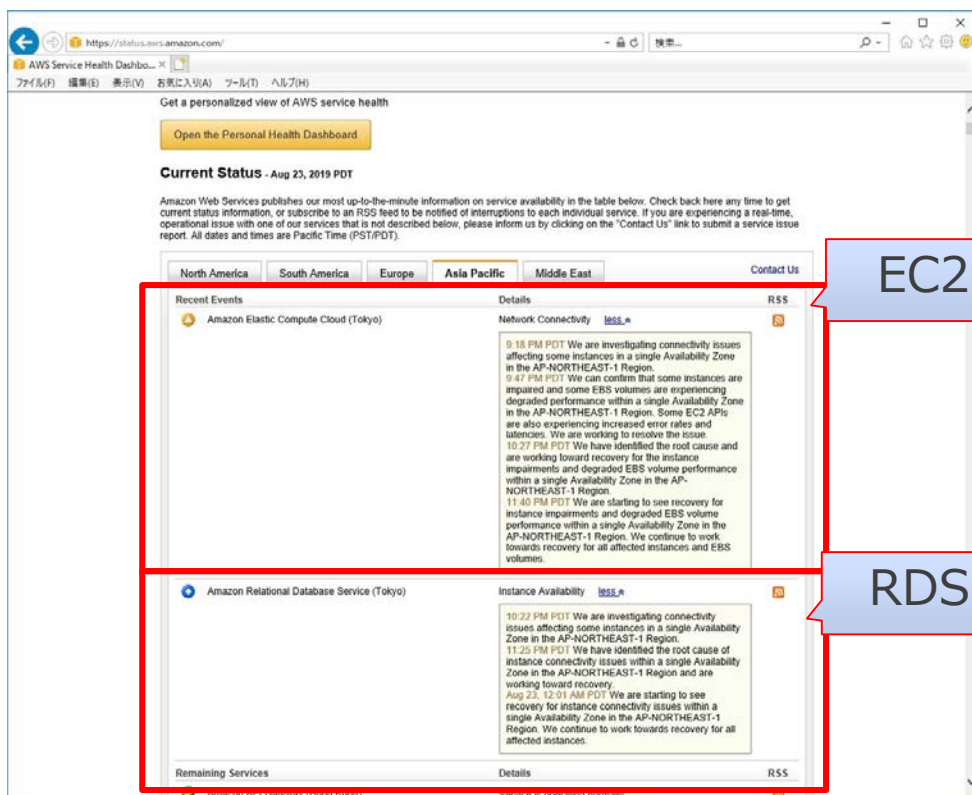 https://status.aws.amazon.com/
検索...
AWS Service Health Dashbo...
ファイル(F) 編集(E) 表示(V) お気に入り(A) ツール(T) ヘルプ(H)
Get a personalized view of AWS service health
Open the Personal Health Dashboard
Current Status - Aug 23, 2019 PDT
Amazon Web Services publishes our most up-to-the-minute information on service availability in the table below. Check back here any time to get
current status information, or subscribe to an RSS feed to be notified of interruptions to each individual service. If you are experiencing a real-time,
operational issue with one of our services that is not described below, please inform us by clicking on the "Contact Us" link to submit a service issue
report. All dates and times are Pacific Time (PST/PDT).
North America South America Europe Asia Pacific Middle East Contact Us
EC2
Recent Events Details RSS
Amazon Elastic Compute Cloud (Tokyo) Network Connectivity less
9:18 PM PDT We are investigating connectivity issues
affecting some instances in a single Availability Zone
in the AP-NORTHEAST-1 Region.
9:47 PM PDT We can confirm that some instances are
impaired and some EBS volumes are experiencing
degraded performance within a single Availability Zone
in the AP-NORTHEAST-1 Region. Some EC2 APIs
are also experiencing increased error rates and
latencies. We are working to resolve the issue.
10:27 PM PDT We have identified the root cause and
are working toward recovery for the instance
impairments and degraded EBS volume performance
within a single Availability Zone in the AP-
NORTHEAST-1 Region.
11:40 PM PDT We are starting to see recovery for
instance impairments and degraded EBS volume
performance within a single Availability Zone in the
AP-NORTHEAST-1 Region. We continue to work
towards recovery for all affected instances and EBS
volumes.
RDS
Amazon Relational Database Service (Tokyo) Instance Availability less
10:22 PM PDT We are investigating connectivity
issues affecting some instances in a single Availability
Zone in the AP-NORTHEAST-1 Region.
11:25 PM PDT We have identified the root cause of
instance connectivity issues within a single Availability
Zone in the AP-NORTHEAST-1 Region and are
working toward recovery.
Aug 23, 12:01 AM PDT We are starting to see
recovery for instance connectivity issues within a
single Availability Zone in the AP-NORTHEAST-1
Region. We continue to work towards recovery for all
affected instances.
Remaining Services Details RSS